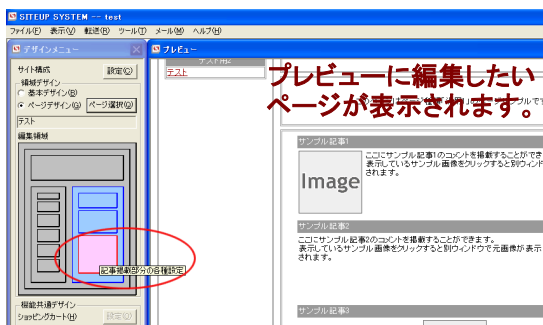 SITEUP SYSTEM -- test
ファイル(F) 表示(V) 転送(R) ツール(T) メール(M) ヘルプ(H)
デザインメニュー
サイト構成
設定(C)
領域デザイン
基本デザイン(B)
ページデザイン(G)
ページ選択(Q)
テスト
編集領域
記事掲載部分の各種設定
機能共通デザイン
ショッピングカート(H)
設定(C)
プレビュー
テスト
プレビューに編集したい
ページが表示されます。
サンプル記事1
Image
ここにサンプル記事1のコメントを掲載することができ
表示しているサンプル画像をクリックすると別ウィンド
されます。
サンプル記事2
ここにサンプル記事2のコメントを掲載することができます。
表示しているサンプル画像をクリックすると別ウィンドウで元画像が表示
されます。
サンプル記事3